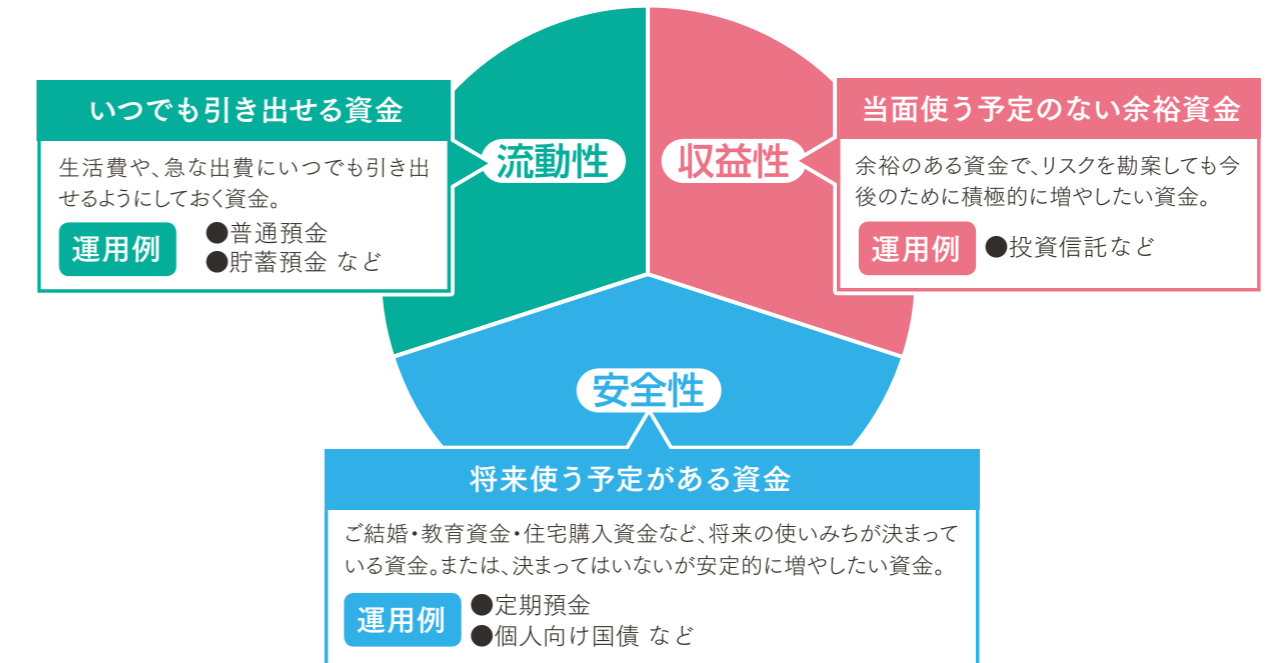 いつでも引き出せる資金
生活費や、急な出費にいつでも引き出
せるようにしておく資金。
運用例
●普通預金
●貯蓄預金 など
流動性
収益性
当面使う予定のない余裕資金
余裕のある資金で、リスクを勘案しても今
後のために積極的に増やしたい資金。
運用例
●投資信託など
安全性
将来使う予定がある資金
ご結婚・教育資金・住宅購入資金など、将来の使いみちが決まって
いる資金。または、決まってはいないが安定的に増やしたい資金。
運用例
●定期預金
●個人向け国債 など